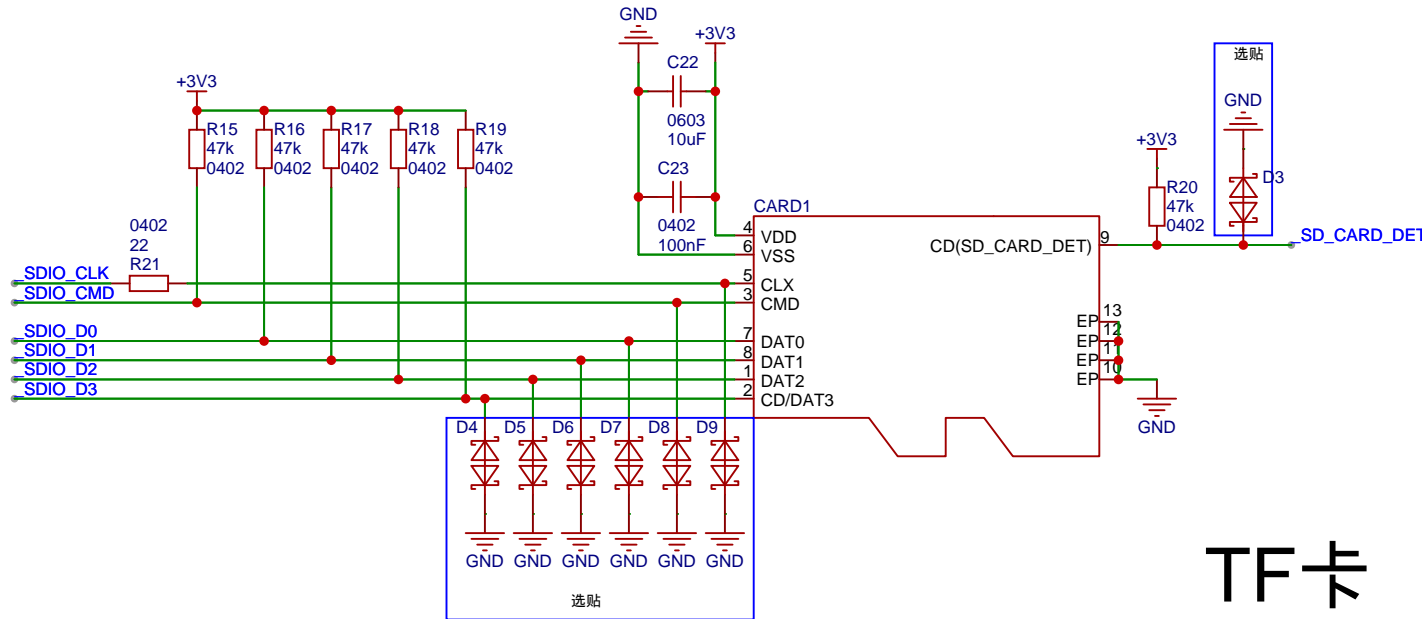 GND
+3V3
C22
0603
10uF
C23
0402
100nF
+3V3
R15
47k
0402
R16
47k
0402
R17
47k
0402
R18
47k
0402
R19
47k
0402
0402
22
R21
_SDIO_CLK
_SDIO_CMD
_SDIO_D0
_SDIO_D1
_SDIO_D2
_SDIO_D3
CARD1
4
VDD
6
VSS
5
CLX
3
CMD
7
DAT0
8
DAT1
1
DAT2
2
CD/DAT3
CD(SD_CARD_DET)
9
EP
13
EP
12
EP
11
EP
10
GND
+3V3
R20
47k
0402
选贴
GND
D3
_SD_CARD_DET
D4
D5
D6
D7
D8
D9
GND
GND
GND
GND
GND
GND
选贴
TF卡